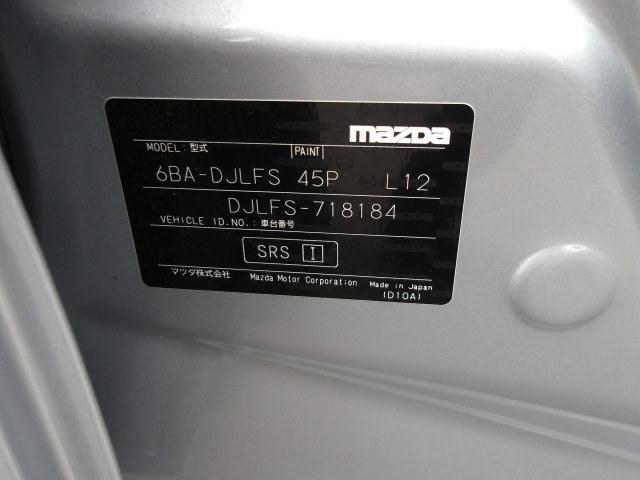 mazda
MODEL: 型式 PAINT
6BA-DJLFS 45P L12
DJLFS-718184
VEHICLE ID.NO.: 車台番号
SRS I
マツダ株式会社 Mazda Motor Corporation Made in Japan
(D10A)